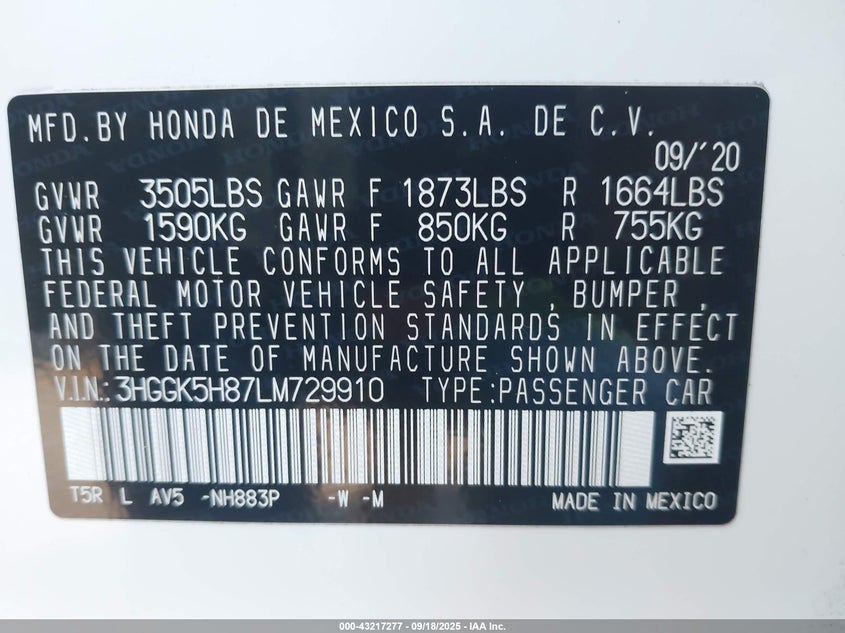 MFD.BY HONDA DE MEXICO S.A. DE C.V.
09/'20
GVWR 3505LBS GAWR F 1873LBS R 1664LBS
GVWR 1590KG GAWR F 850KG R 755KG
THIS VEHICLE CONFORMS TO ALL APPLICABLE
FEDERAL MOTOR VEHICLE SAFETY , BUMPER ,
AND THEFT PREVENTION STANDARDS IN EFFECT
ON THE DATE OF MANUFACTURE SHOWN ABOVE.
V.I.N.: 3HGGK5H87LM729910 TYPE:PASSENGER CAR
T5R L AV5 -NH883P -W -M MADE IN MEXICO
000-43217277 - 09/18/2025 - IAA Inc.